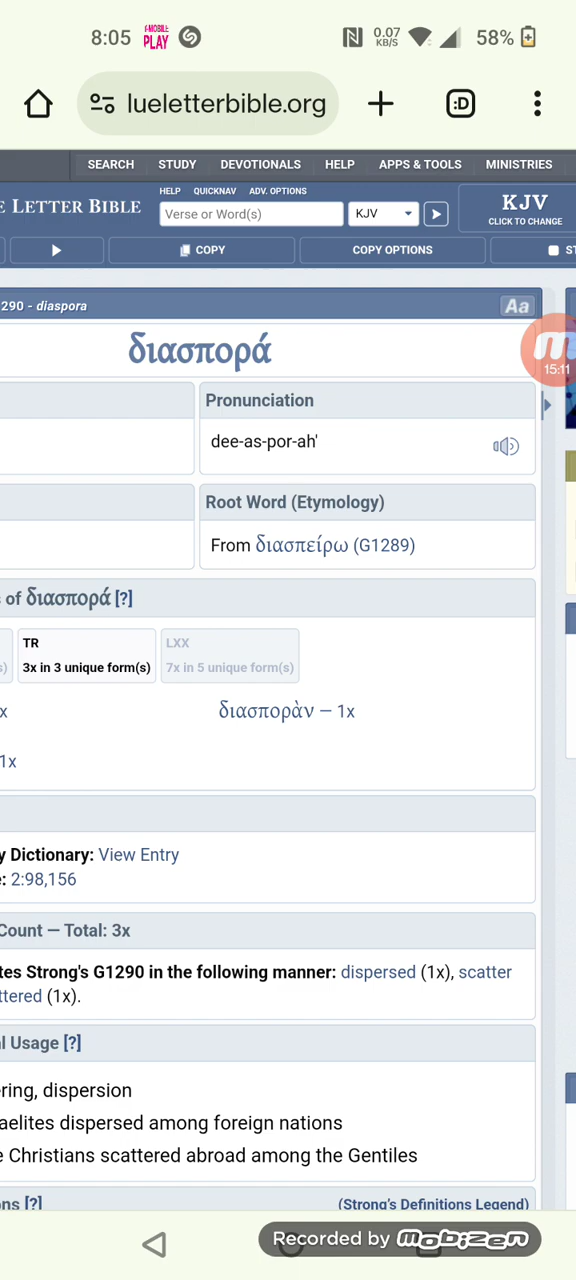 8:05 T-MOBILE PLAY 0.07 KB/S 58%
lueletterbible.org :D
SEARCH STUDY DEVOTIONALS HELP APPS & TOOLS MINISTRIES
HELP QUICKNAV ADV. OPTIONS
E LETTER BIBLE Verse or Word(s) KJV KJV
CLICK TO CHANGE
COPY COPY OPTIONS ST
290 - diaspora Aa
διασπορά
15:11
Pronunciation
dee-as-por-ah'
Root Word (Etymology)
From διασπείρω (G1289)
s of διασπορά [?]
TR LXX
s) 3x in 3 unique form(s) 7x in 5 unique form(s)
x διασπορὰν — 1x
1x
y Dictionary: View Entry
e: 2:98,156
Count — Total: 3x
tes Strong's G1290 in the following manner: dispersed (1x), scatter
ttered (1x).
al Usage [?]
ring, dispersion
aelites dispersed among foreign nations
e Christians scattered abroad among the Gentiles
ons [?] (Strong's Definitions Legend)
Recorded by MOBIZEN